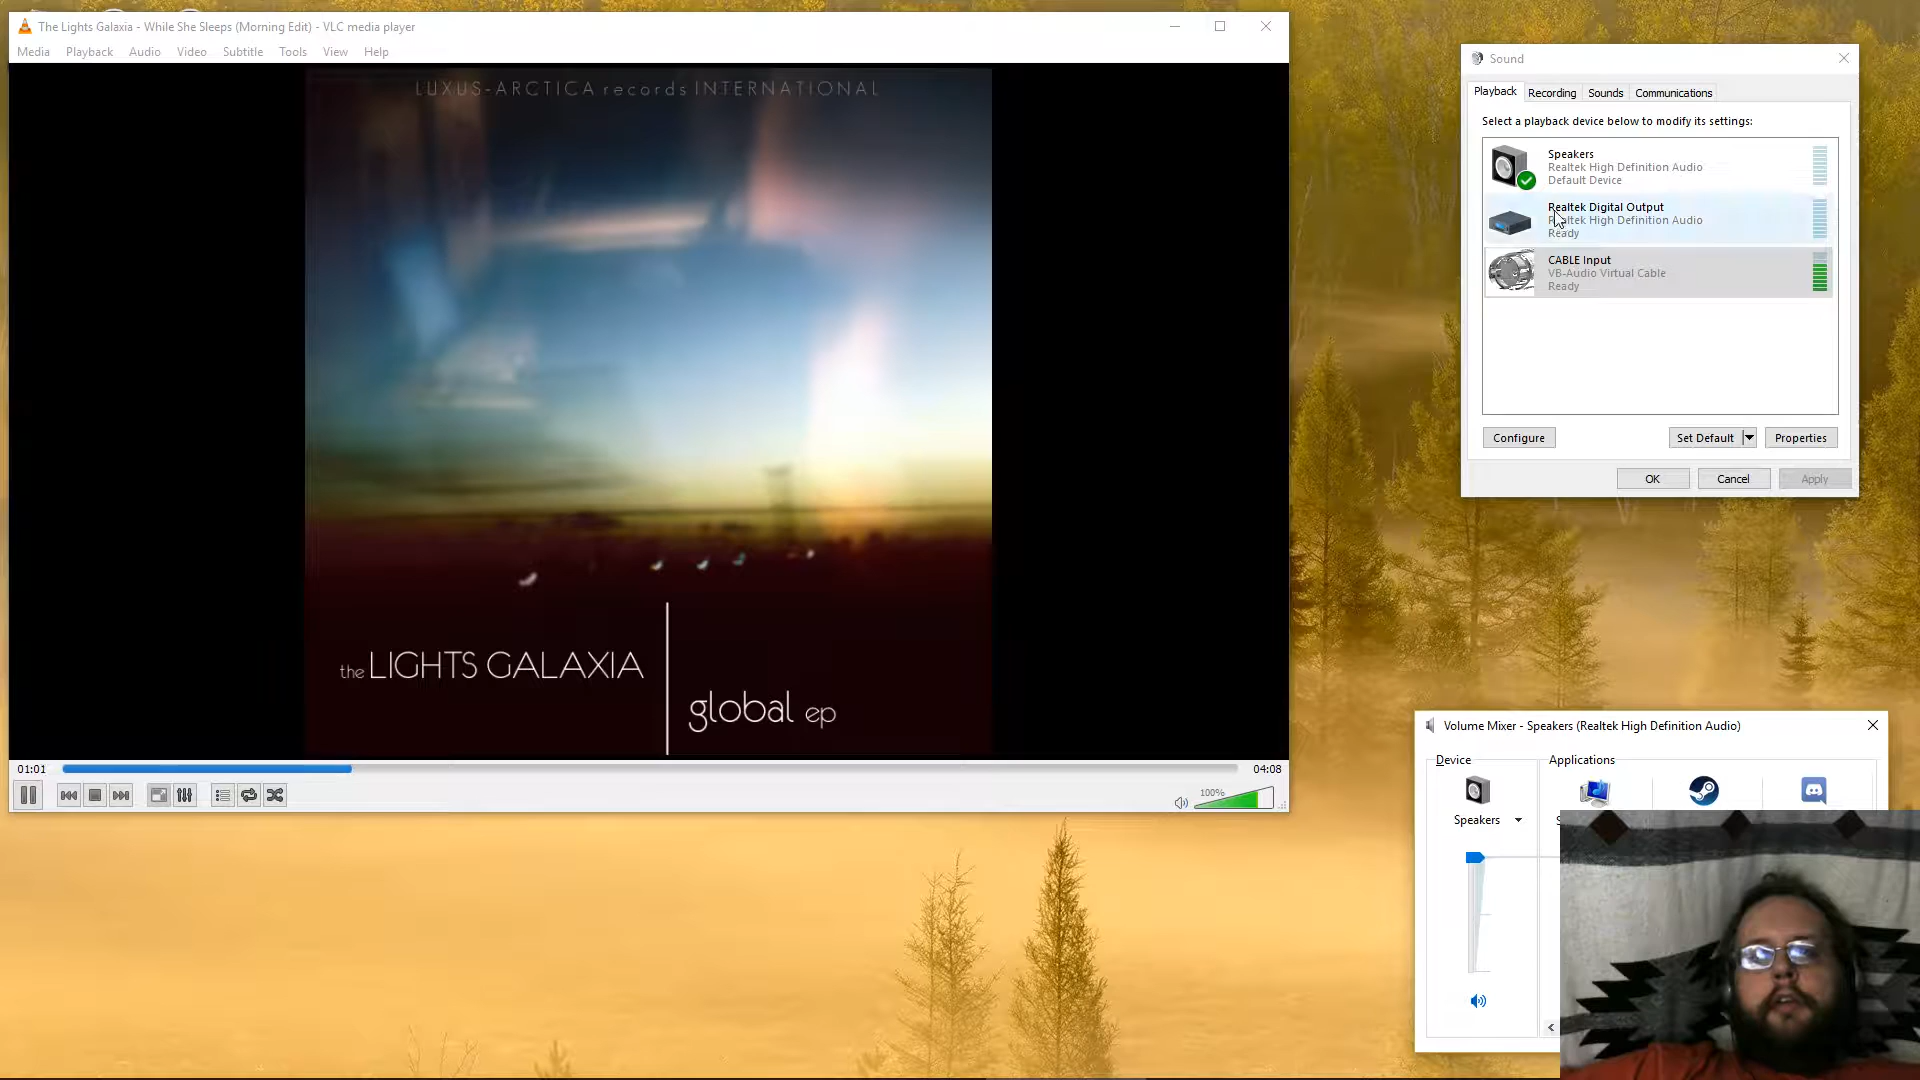 The Lights Galaxia - While She Sleeps (Morning Edit) - VLC media player
Media Playback Audio Video Subtitle Tools View Help
LUXUS-ARCTICA records INTERNATIONAL
the LIGHTS GALAXIA
global ep
01:01
04:08
100%
Sound
Playback Recording Sounds Communications
Select a playback device below to modify its settings:
Speakers
Realtek High Definition Audio
Default Device
Realtek Digital Output
Realtek High Definition Audio
Ready
CABLE Input
VB-Audio Virtual Cable
Ready
Configure Set Default Properties
OK Cancel Apply
Volume Mixer - Speakers (Realtek High Definition Audio)
Device Applications
Speakers